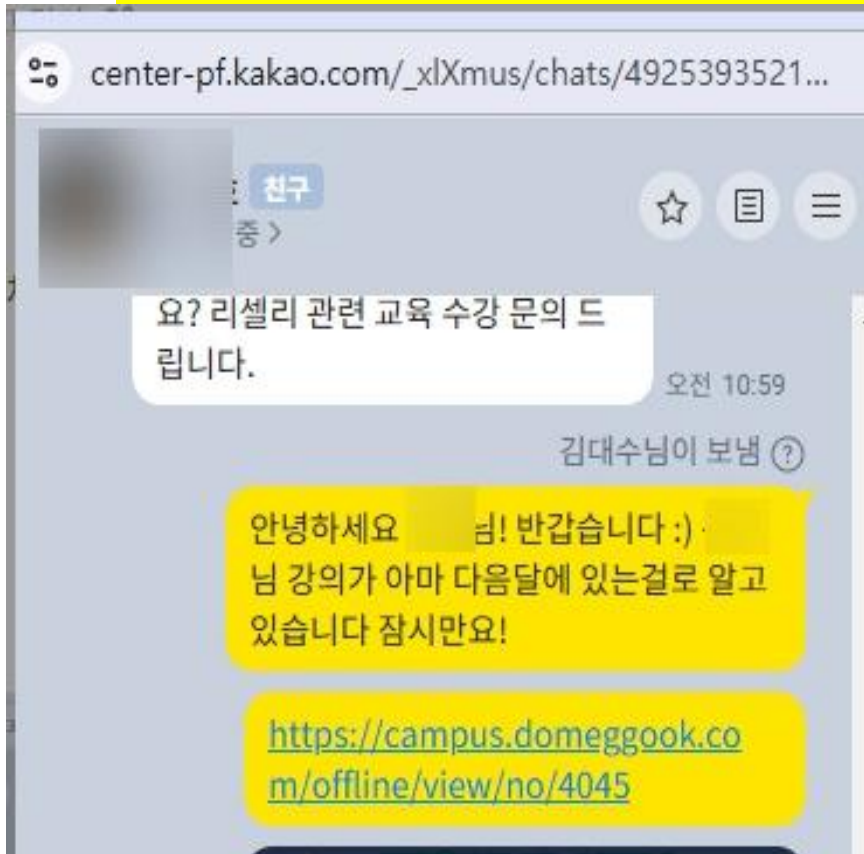 center-pf.kakao.com/_xlXmus/chats/4925393521...
친구
중 >
요? 리셀리 관련 교육 수강 문의 드
립니다.
오전 10:59
김대수님이 보냄 ?
안녕하세요 님! 반갑습니다 :)
님 강의가 아마 다음달에 있는걸로 알고
있습니다 잠시만요!
https://campus.domeggook.co
m/offline/view/no/4045